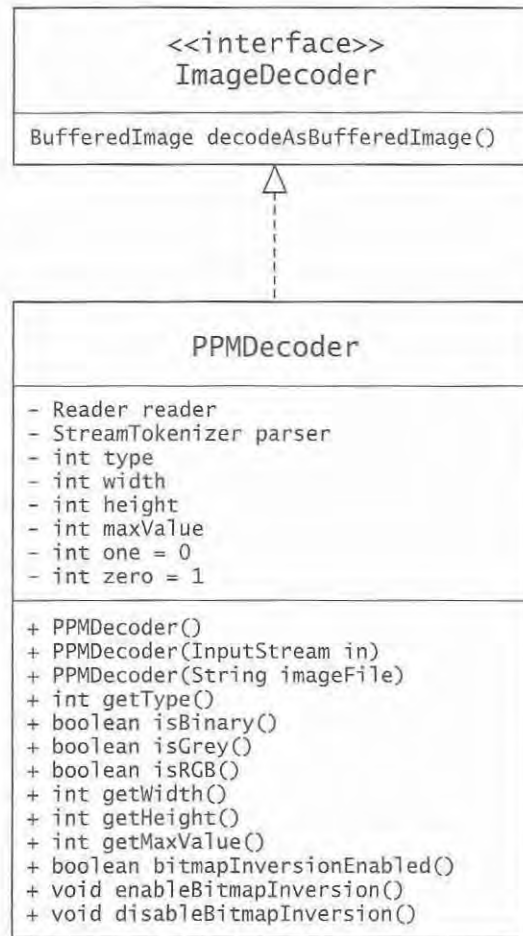 <<interface>>
ImageDecoder
BufferedImage decodeAsBufferedImage()
PPMDecoder
- Reader reader
- StreamTokenizer parser
- int type
- int width
- int height
- int maxValue
- int one = 0
- int zero = 1
+ PPMDecoder()
+ PPMDecoder(InputStream in)
+ PPMDecoder(String imageFile)
+ int getType()
+ boolean isBinary()
+ boolean isGrey()
+ boolean isRGB()
+ int getWidth()
+ int getHeight()
+ int getMaxValue()
+ boolean bitmapInversionEnabled()
+ void enableBitmapInversion()
+ void disableBitmapInversion()